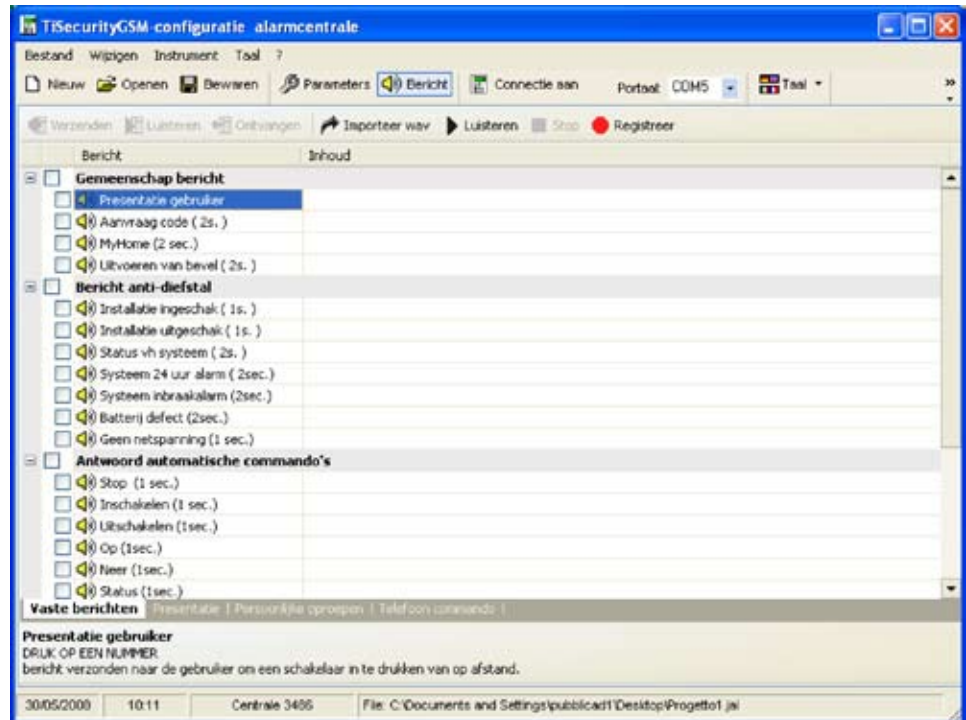 TiSecurityGSM-configuratie alarmcentrale
Bestand Wijzigen Instrument Taal ?
Nieuw Openen Bewaren Parameters Bericht Connectie aan Portaal: COM5 Taal
Verzenden Luisteren Ontvangen Importeer wav Luisteren Stop Registreer
Bericht Inhoud
Gemeenschap bericht
Presentatie gebruiker
Aanvraag code ( 2s. )
MyHome (2 sec.)
Uitvoeren van bevel ( 2s. )
Bericht anti-diefstal
Installatie ingeschak ( 1s. )
Installatie uitgeschak ( 1s. )
Status vh systeem ( 2s. )
Systeem 24 uur alarm ( 2sec.)
Systeem inbraakalarm (2sec.)
Batterij defect (2sec.)
Geen netspanning (1 sec.)
Antwoord automatische commando's
Stop (1 sec.)
Inschakelen (1 sec.)
Uitschakelen (1sec.)
Op (1sec.)
Neer (1sec.)
Status (1sec.)
Vaste berichten Presentatie | Persoonlijke oproepen | Telefoon commando |
Presentatie gebruiker
DRUK OP EEN NUMMER
bericht verzonden naar de gebruiker om een schakelaar in te drukken van op afstand.
30/05/2008 10:11 Centrale 3486 File: C:\Documents and Settings\pubblicad1\Desktop\Progetto1.jai